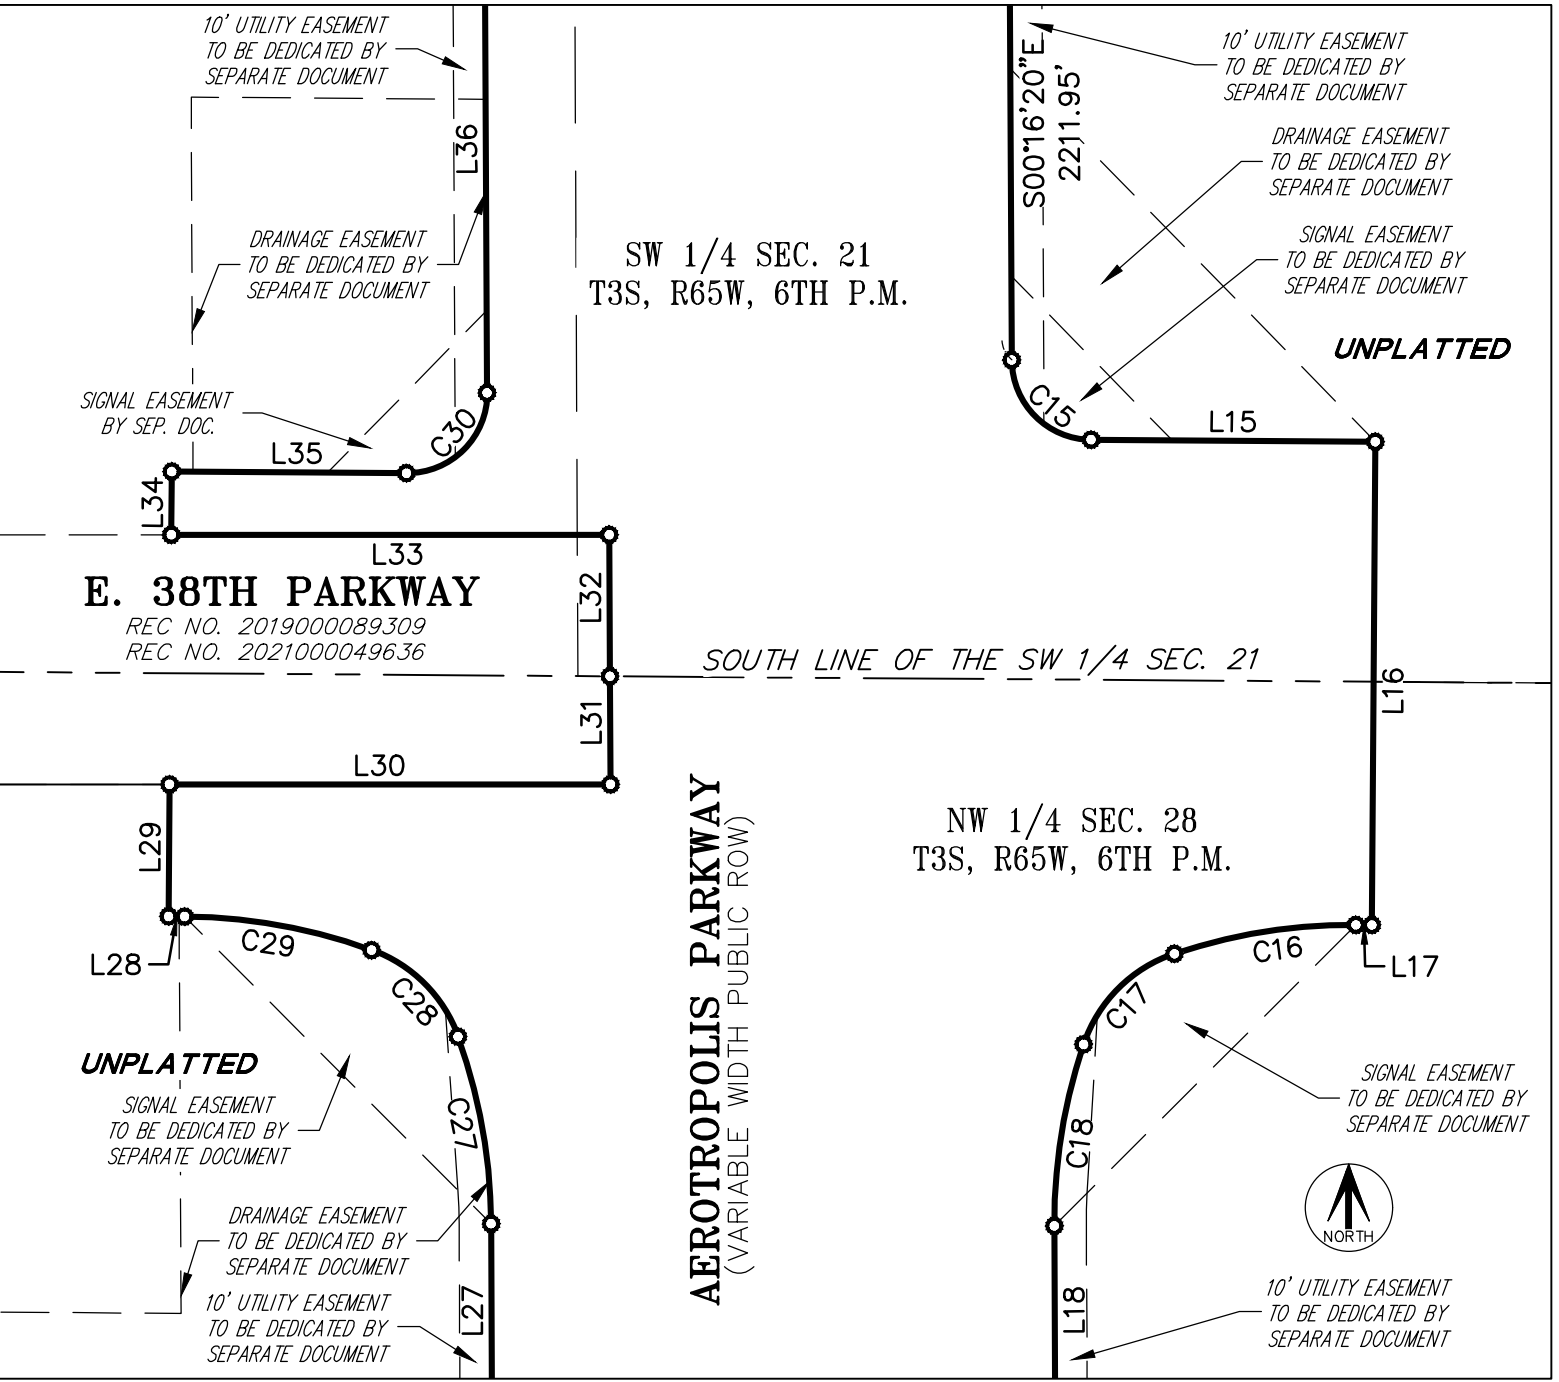 10' UTILITY EASEMENT
TO BE DEDICATED BY
SEPARATE DOCUMENT
L36
DRAINAGE EASEMENT
TO BE DEDICATED BY
SEPARATE DOCUMENT
SIGNAL EASEMENT
BY SEP. DOC.
C30
L35
L34
L33
SW 1/4 SEC. 21
T3S, R65W, 6TH P.M.
S00°16'20"E
2211.95'
10' UTILITY EASEMENT
TO BE DEDICATED BY
SEPARATE DOCUMENT
DRAINAGE EASEMENT
TO BE DEDICATED BY
SEPARATE DOCUMENT
SIGNAL EASEMENT
TO BE DEDICATED BY
SEPARATE DOCUMENT
UNPLATTED
C15
L15
E. 38TH PARKWAY
REC NO. 2019000089309
REC NO. 2021000049636
L32
L31
SOUTH LINE OF THE SW 1/4 SEC. 21
L16
L30
L29
L28
C29
C28
C27
UNPLATTED
SIGNAL EASEMENT
TO BE DEDICATED BY
SEPARATE DOCUMENT
DRAINAGE EASEMENT
TO BE DEDICATED BY
SEPARATE DOCUMENT
10' UTILITY EASEMENT
TO BE DEDICATED BY
SEPARATE DOCUMENT
L27
AEROTROPOLIS PARKWAY
(VARIABLE WIDTH PUBLIC ROW)
NW 1/4 SEC. 28
T3S, R65W, 6TH P.M.
C16
L17
C17
C18
L18
SIGNAL EASEMENT
TO BE DEDICATED BY
SEPARATE DOCUMENT
NORTH
10' UTILITY EASEMENT
TO BE DEDICATED BY
SEPARATE DOCUMENT